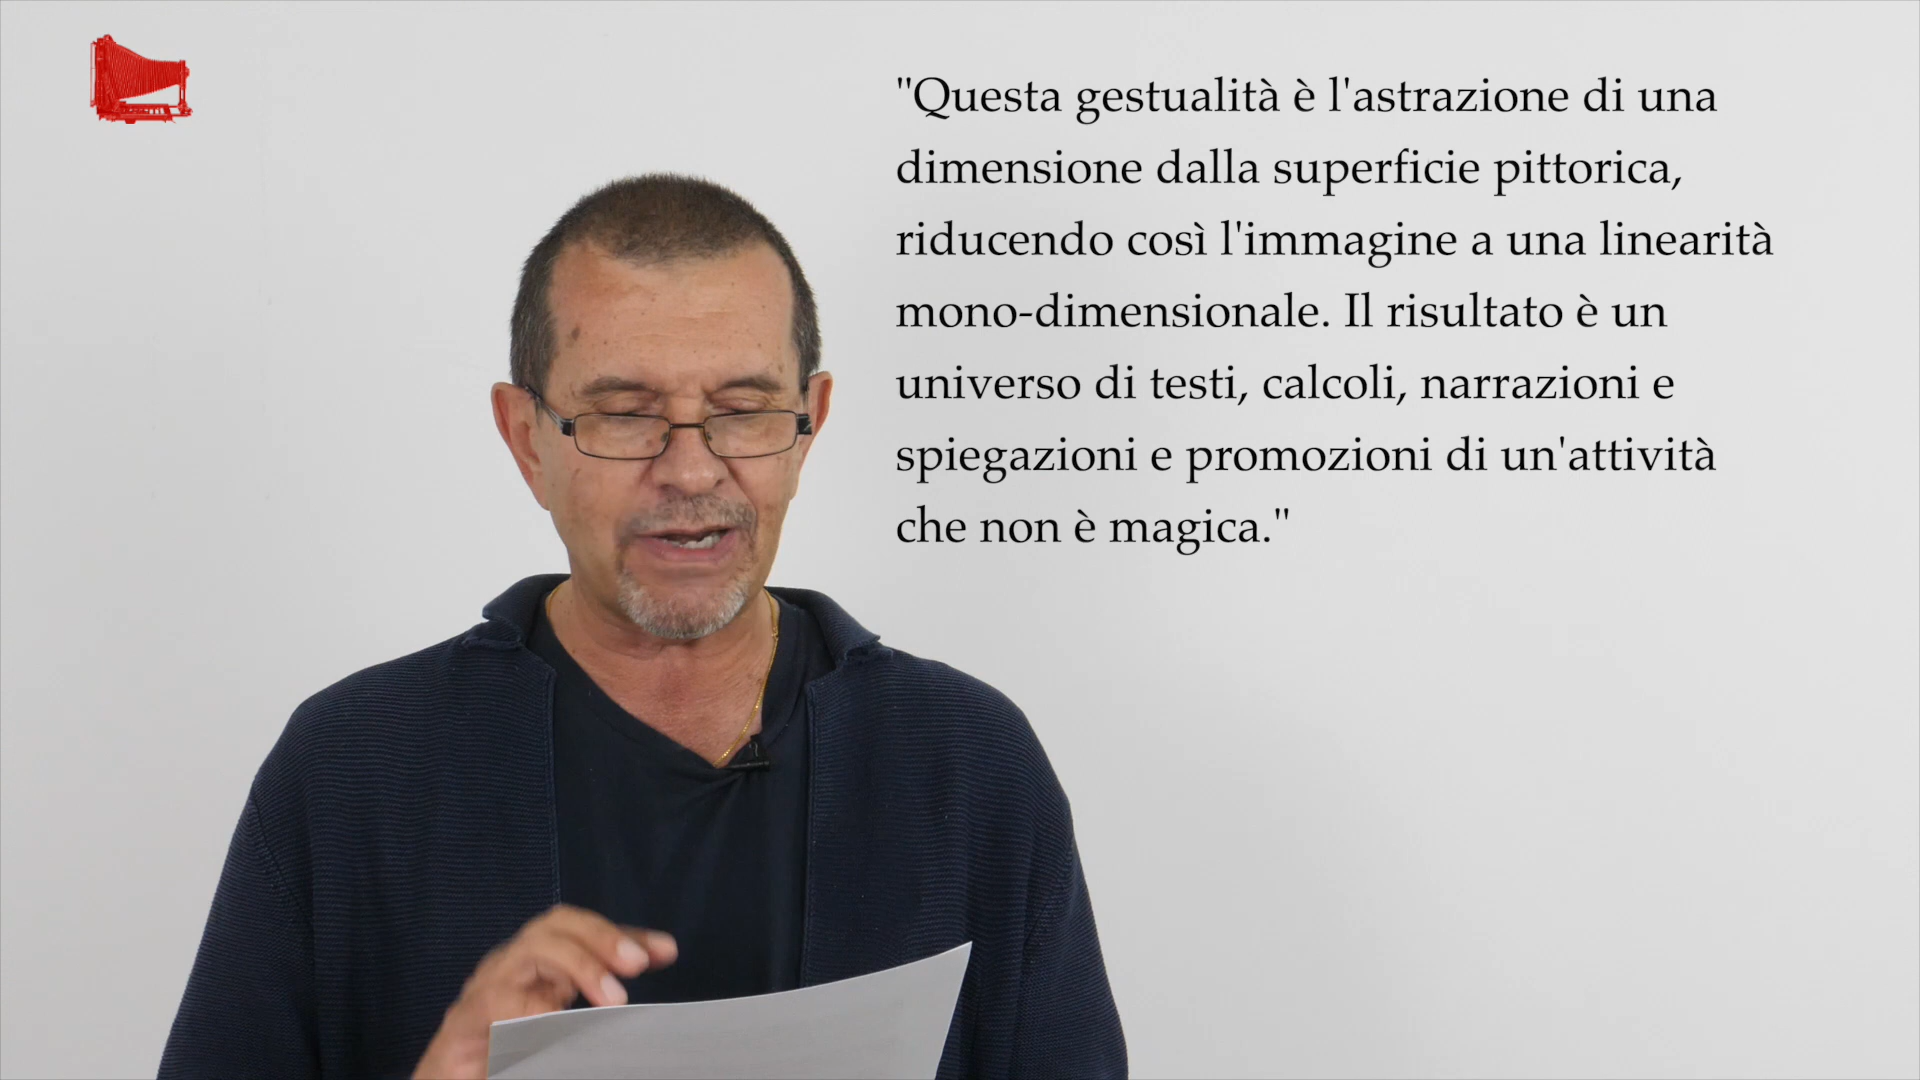 "Questa gestualità è l'astrazione di una
dimensione dalla superficie pittorica,
riducendo così l'immagine a una linearità
mono-dimensionale. Il risultato è un
universo di testi, calcoli, narrazioni e
spiegazioni e promozioni di un'attività
che non è magica."